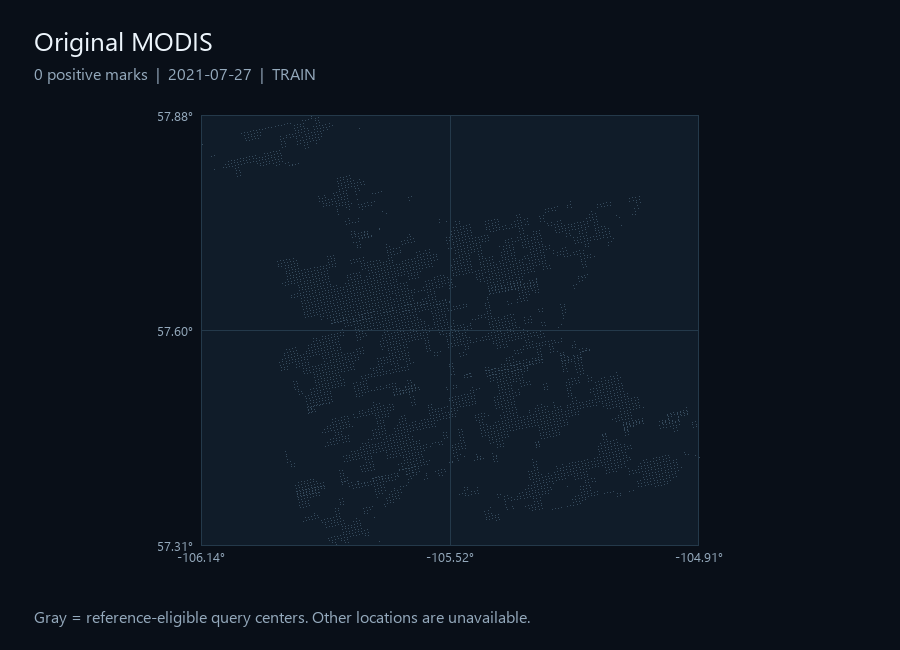 Original MODIS
0 positive marks | 2021-07-27 | TRAIN
57.88°
57.60°
57.31°
-106.14°
-105.52°
-104.91°
Gray = reference-eligible query centers. Other locations are unavailable.